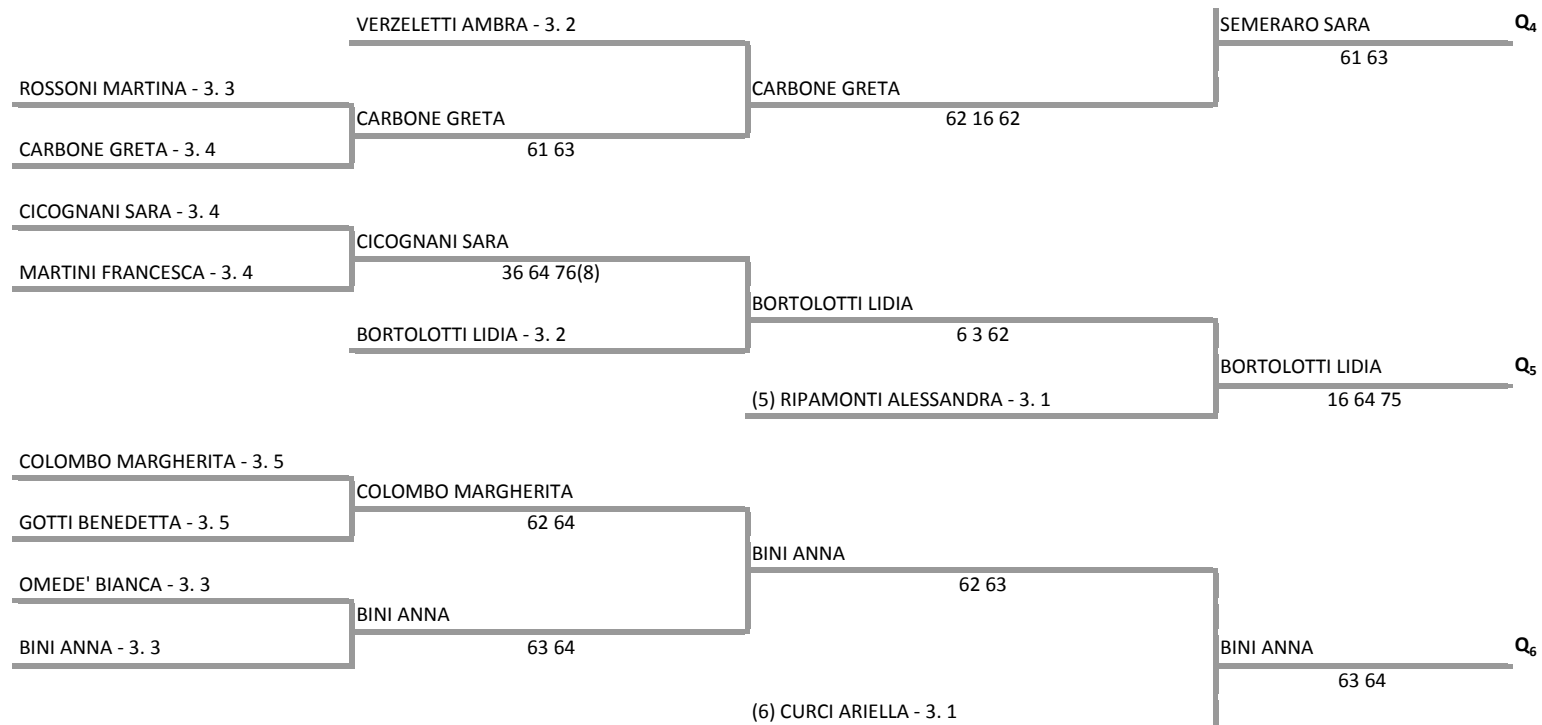 VERZELETTI AMBRA - 3. 2
SEMERARO SARA
Q4
61 63
ROSSONI MARTINA - 3. 3
CARBONE GRETA
CARBONE GRETA
62 16 62
CARBONE GRETA - 3. 4
61 63
CICOGNANI SARA - 3. 4
CICOGNANI SARA
MARTINI FRANCESCA - 3. 4
36 64 76(8)
BORTOLOTTI LIDIA
BORTOLOTTI LIDIA - 3. 2
6 3 62
BORTOLOTTI LIDIA
Q5
(5) RIPAMONTI ALESSANDRA - 3. 1
16 64 75
COLOMBO MARGHERITA - 3. 5
COLOMBO MARGHERITA
GOTTI BENEDETTA - 3. 5
62 64
BINI ANNA
OMEDE' BIANCA - 3. 3
62 63
BINI ANNA
BINI ANNA - 3. 3
63 64
BINI ANNA
Q6
63 64
(6) CURCI ARIELLA - 3. 1